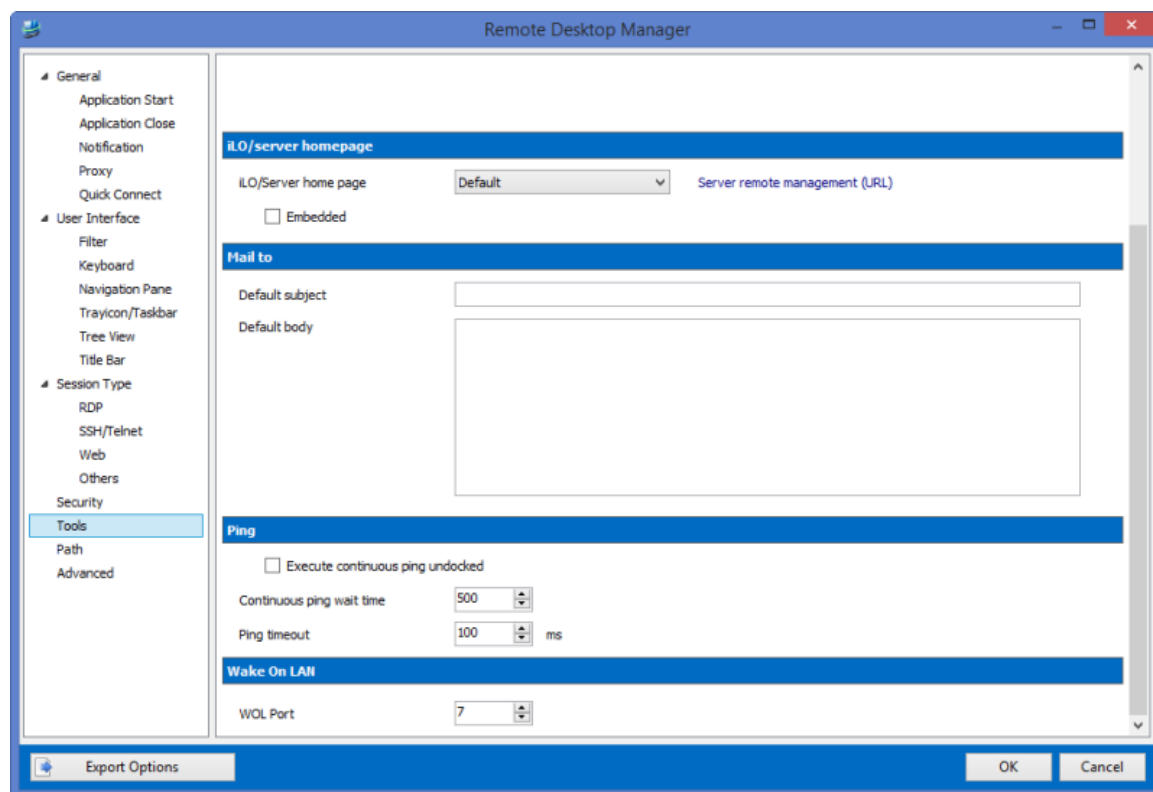 Remote Desktop Manager
General
Application Start
Application Close
Notification
Proxy
Quick Connect
User Interface
Filter
Keyboard
Navigation Pane
Trayicon/Taskbar
Tree View
Title Bar
Session Type
RDP
SSH/Telnet
Web
Others
Security
Tools
Path
Advanced
iLO/server homepage
iLO/Server home page Default Server remote management (URL)
Embedded
Mail to
Default subject
Default body
Ping
Execute continuous ping undocked
Continuous ping wait time 500
Ping timeout 100 ms
Wake On LAN
WOL Port 7
Export Options OK Cancel